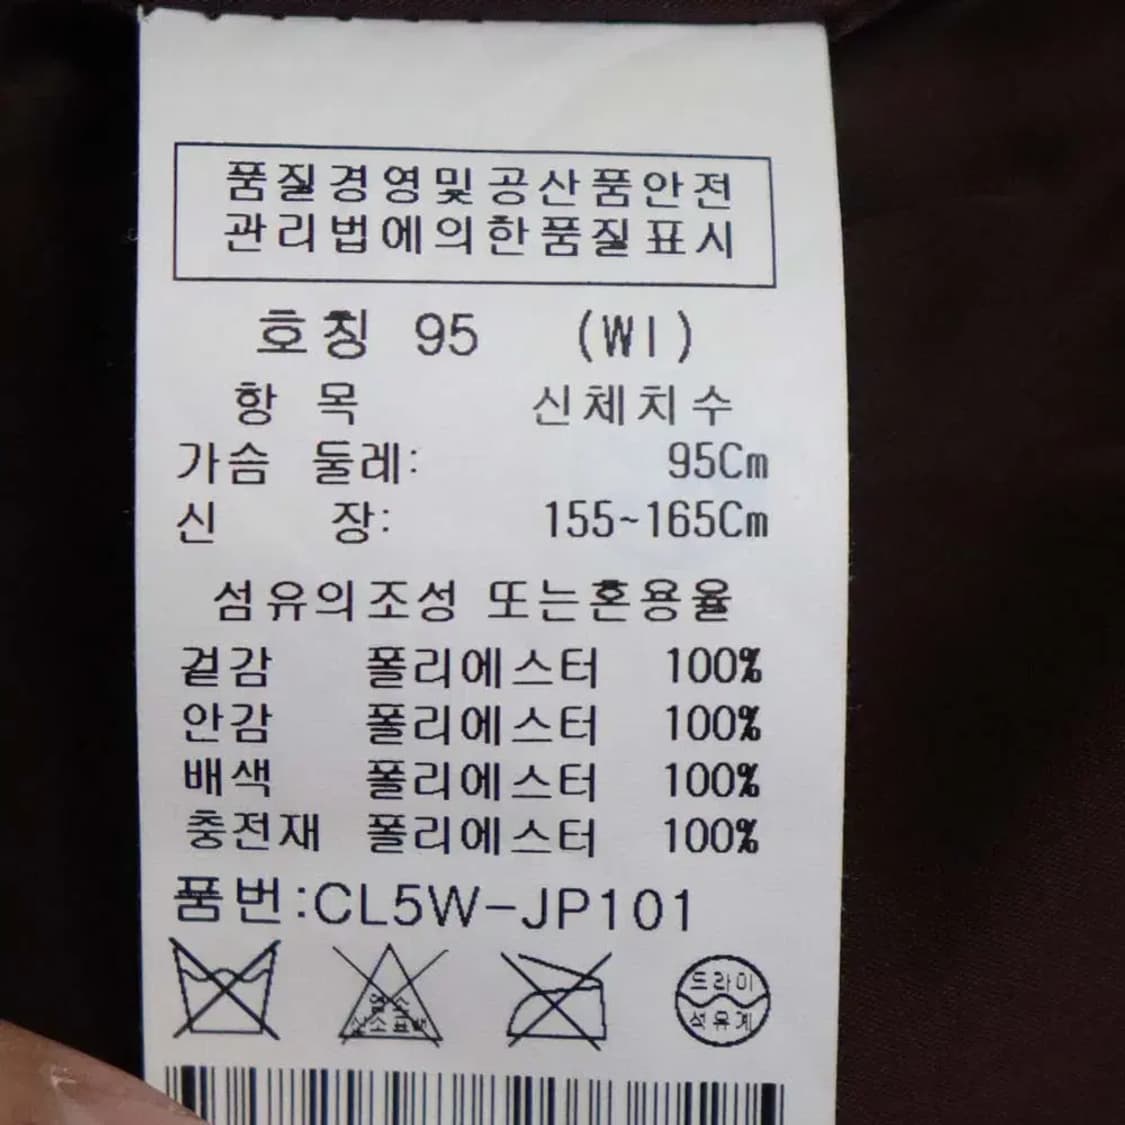 품질경영및공산품안전
관리법에의한품질표시
호칭 95 (WI)
항 목 신체치수
가슴 둘레: 95Cm
신 장: 155~165Cm
섬유의조성 또는혼용율
겉감 폴리에스터 100%
안감 폴리에스터 100%
배색 폴리에스터 100%
충전재 폴리에스터 100%
품번:CL5W-JP101
드라이
석유계